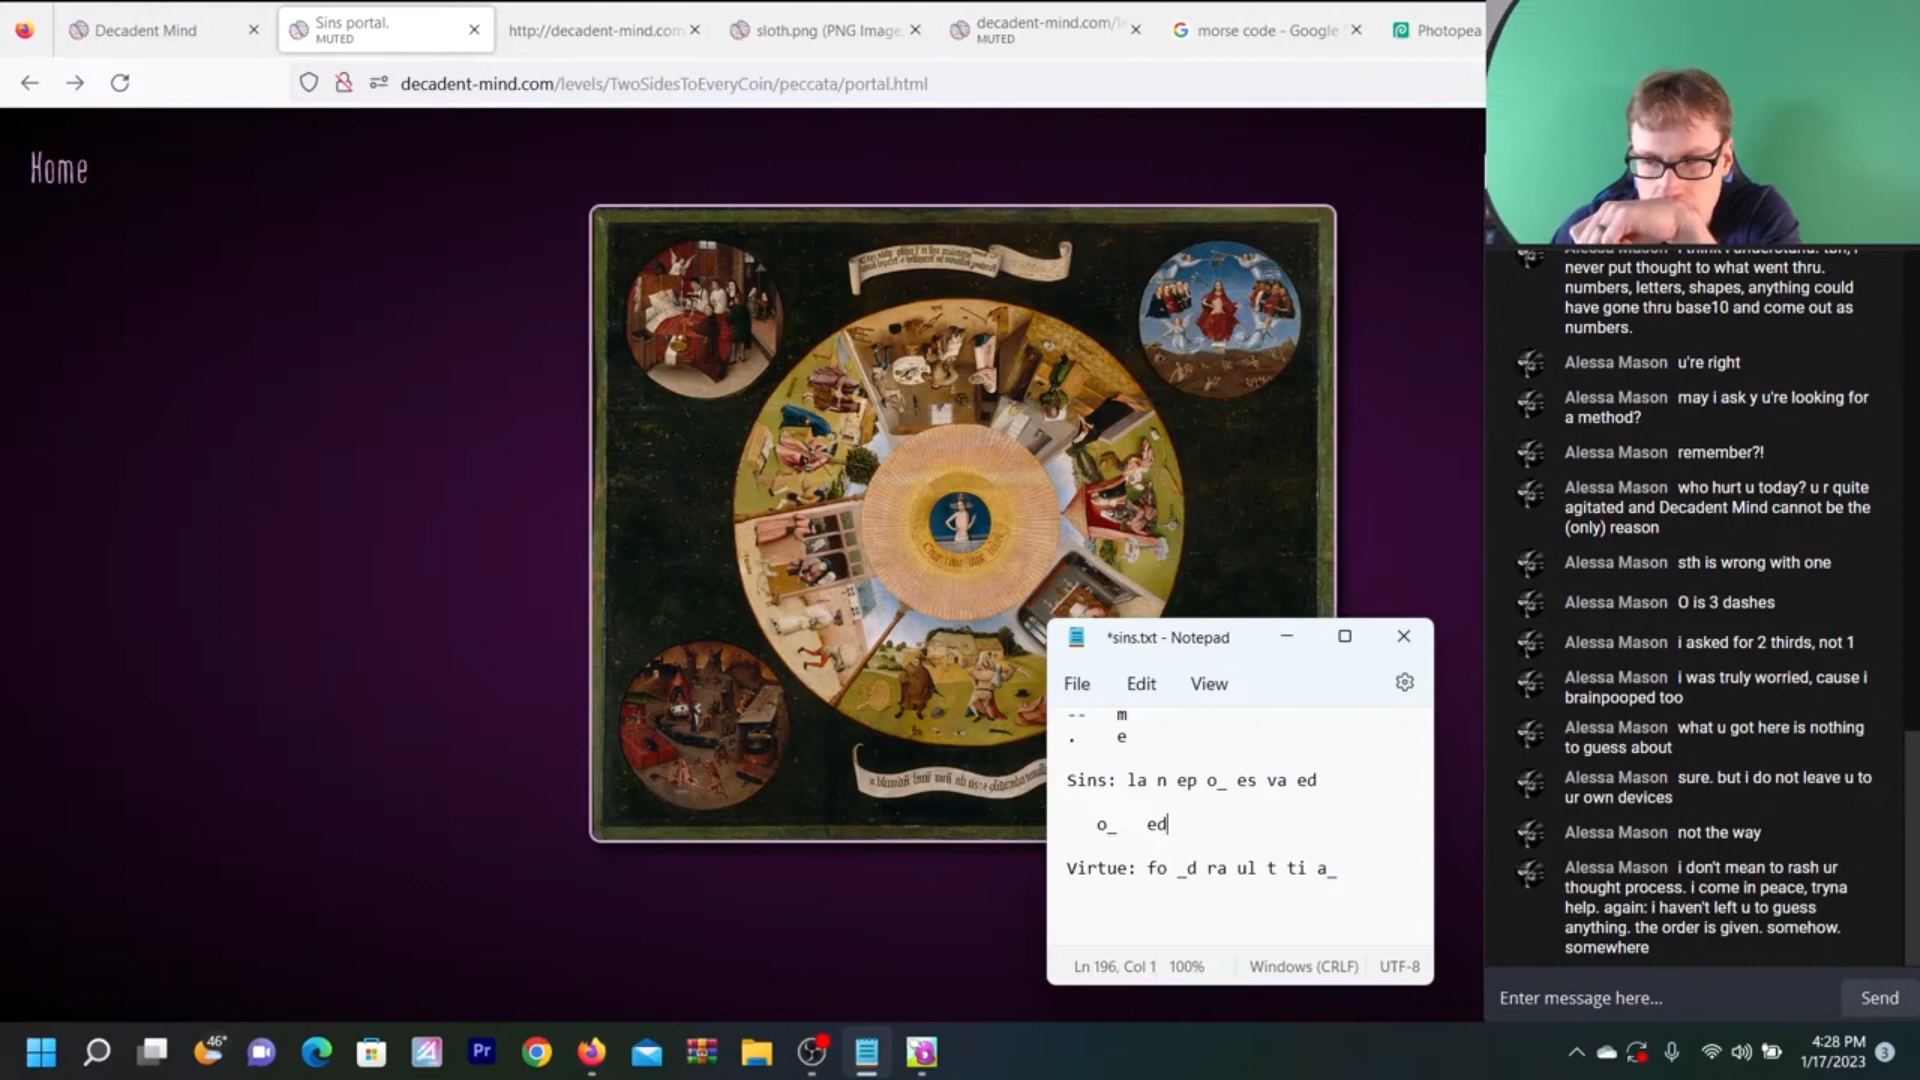 Decadent Mind
Sins portal.
MUTED
http://decadent-mind.com
sloth.png (PNG Image,
decadent-mind.com/le
MUTED
morse code - Google
Photopea
decadent-mind.com/levels/TwoSidesToEveryCoin/peccata/portal.html
Home
*sins.txt - Notepad
File Edit View
-- m
. e
Sins: la n ep o_ es va ed
o_ ed
Virtue: fo _d ra ul t ti a_
Ln 196, Col 1 100% Windows (CRLF) UTF-8
never put thought to what went thru.
numbers, letters, shapes, anything could
have gone thru base10 and come out as
numbers.
Alessa Mason u're right
Alessa Mason may i ask y u're looking for
a method?
Alessa Mason remember?!
Alessa Mason who hurt u today? u r quite
agitated and Decadent Mind cannot be the
(only) reason
Alessa Mason sth is wrong with one
Alessa Mason O is 3 dashes
Alessa Mason i asked for 2 thirds, not 1
Alessa Mason i was truly worried, cause i
brainpooped too
Alessa Mason what u got here is nothing
to guess about
Alessa Mason sure. but i do not leave u to
ur own devices
Alessa Mason not the way
Alessa Mason i don't mean to rash ur
thought process. i come in peace, tryna
help. again: i haven't left u to guess
anything. the order is given. somehow.
somewhere
Enter message here... Send
46°
Pr
4:28 PM
1/17/2023
3